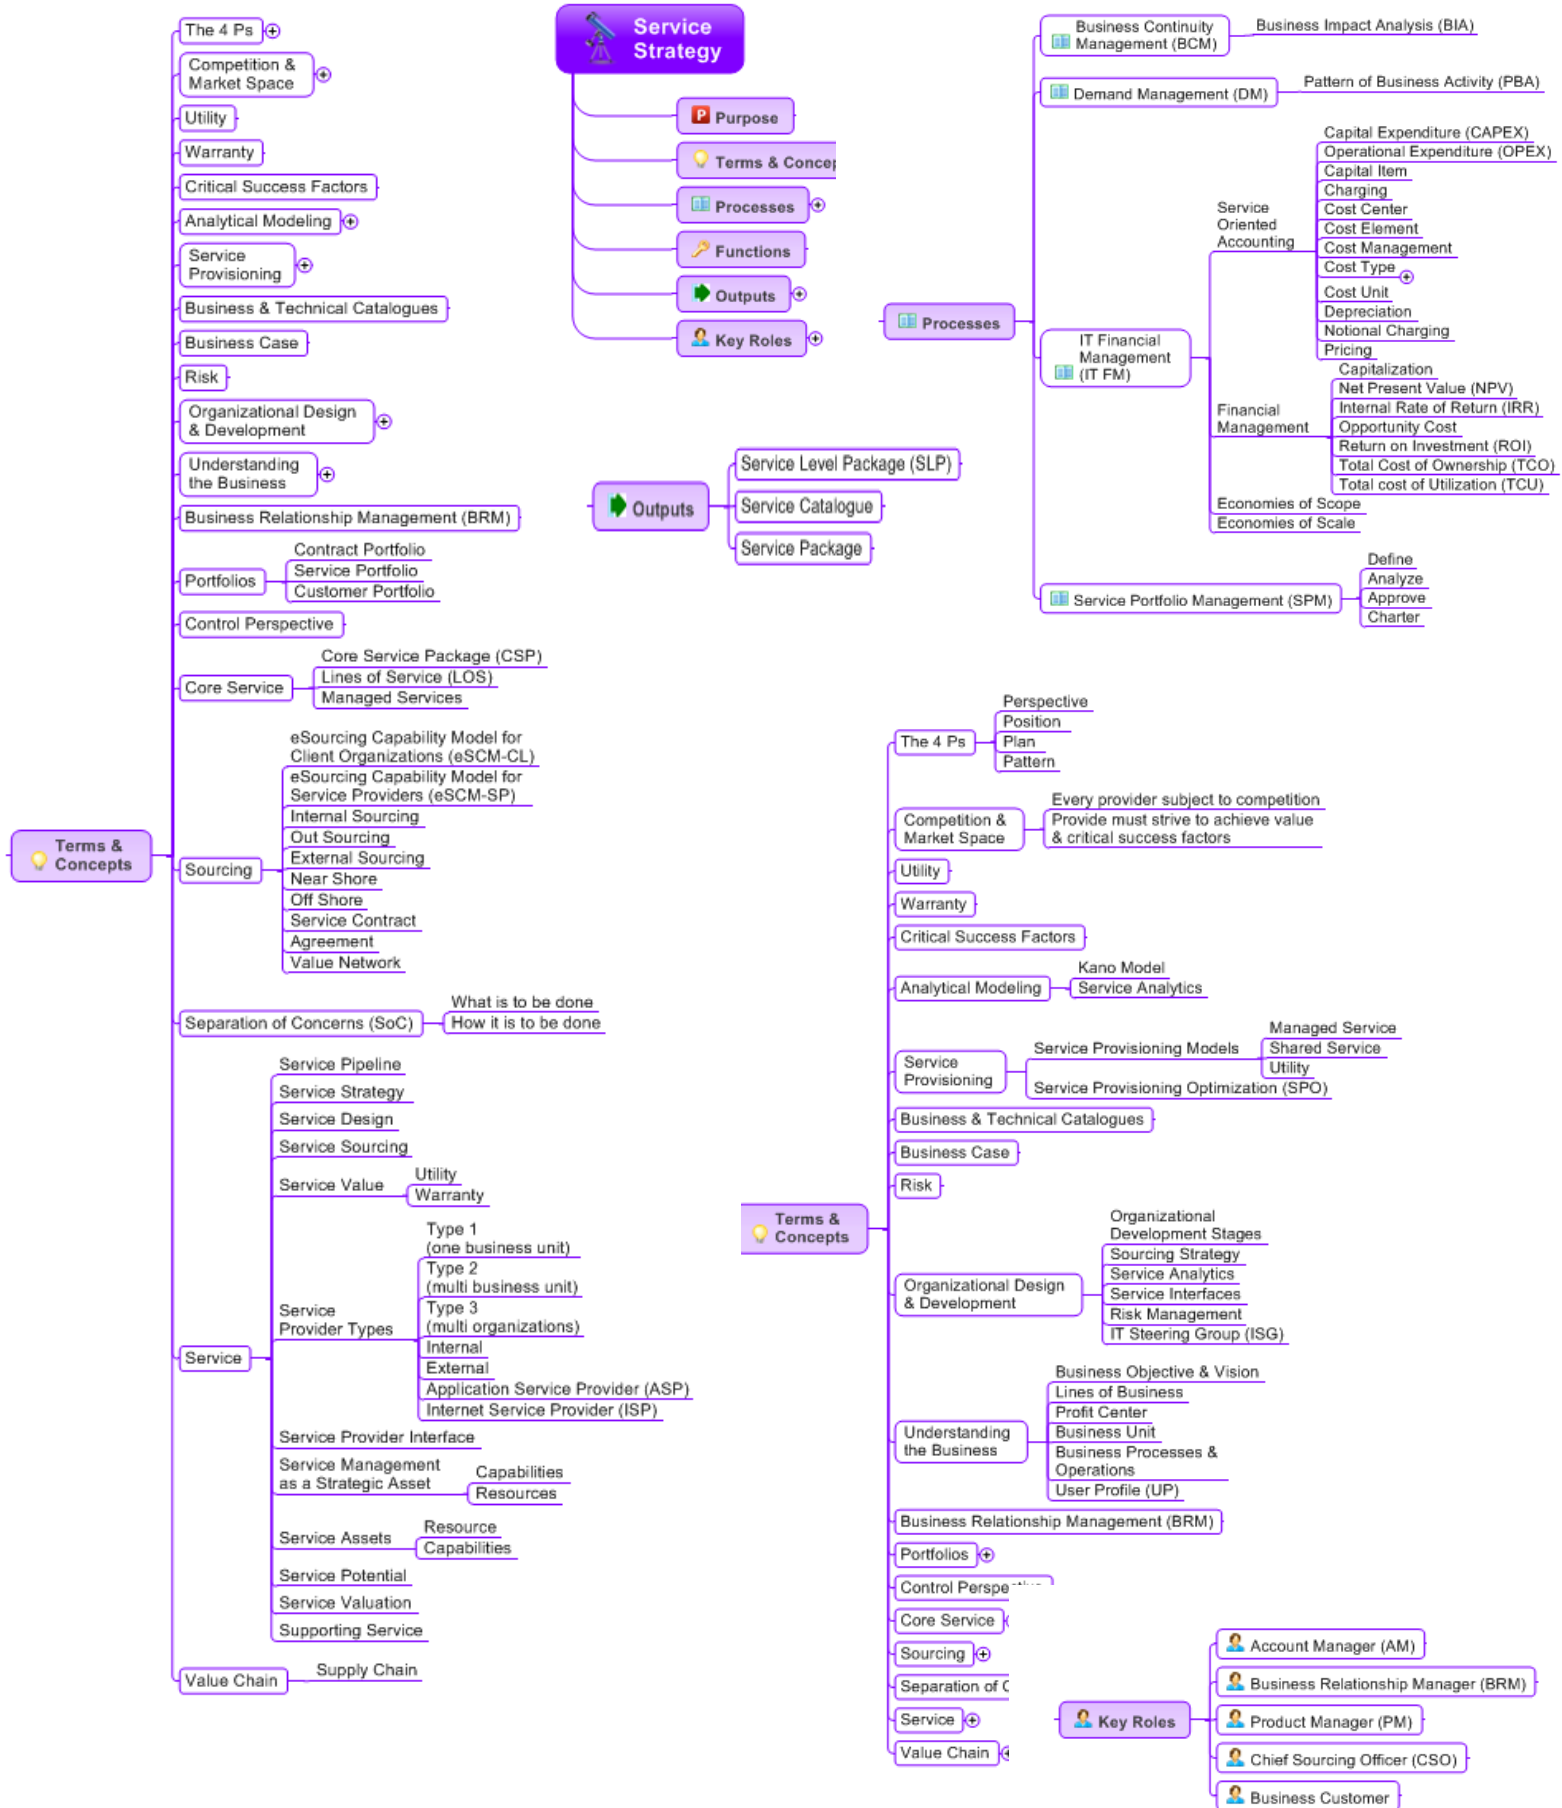 Service
Strategy
Purpose
Terms & Concep
Processes
Functions
Outputs
Key Roles
The 4 Ps
Competition &
Market Space
Utility
Warranty
Critical Success Factors
Analytical Modeling
Service
Provisioning
Business & Technical Catalogues
Business Case
Risk
Organizational Design
& Development
Understanding
the Business
Business Relationship Management (BRM)
Portfolios
Contract Portfolio
Service Portfolio
Customer Portfolio
Control Perspective
Core Service
Core Service Package (CSP)
Lines of Service (LOS)
Managed Services
Terms &
Concepts
Sourcing
eSourcing Capability Model for
Client Organizations (eSCM-CL)
eSourcing Capability Model for
Service Providers (eSCM-SP)
Internal Sourcing
Out Sourcing
External Sourcing
Near Shore
Off Shore
Service Contract
Agreement
Value Network
Separation of Concerns (SoC)
What is to be done
How it is to be done
Service
Service Pipeline
Service Strategy
Service Design
Service Sourcing
Service Value
Utility
Warranty
Service
Provider Types
Type 1
(one business unit)
Type 2
(multi business unit)
Type 3
(multi organizations)
Internal
External
Application Service Provider (ASP)
Internet Service Provider (ISP)
Service Provider Interface
Service Management
as a Strategic Asset
Capabilities
Resources
Service Assets
Resource
Capabilities
Service Potential
Service Valuation
Supporting Service
Value Chain
Supply Chain
Outputs
Service Level Package (SLP)
Service Catalogue
Service Package
Processes
Business Continuity
Management (BCM)
Business Impact Analysis (BIA)
Demand Management (DM)
Pattern of Business Activity (PBA)
IT Financial
Management
(IT FM)
Service
Oriented
Accounting
Capital Expenditure (CAPEX)
Operational Expenditure (OPEX)
Capital Item
Charging
Cost Center
Cost Element
Cost Management
Cost Type
Cost Unit
Depreciation
Notional Charging
Pricing
Financial
Management
Capitalization
Net Present Value (NPV)
Internal Rate of Return (IRR)
Opportunity Cost
Return on Investment (ROI)
Total Cost of Ownership (TCO)
Total cost of Utilization (TCU)
Economies of Scope
Economies of Scale
Service Portfolio Management (SPM)
Define
Analyze
Approve
Charter
Terms &
Concepts
The 4 Ps
Perspective
Position
Plan
Pattern
Competition &
Market Space
Every provider subject to competition
Provide must strive to achieve value
& critical success factors
Utility
Warranty
Critical Success Factors
Analytical Modeling
Kano Model
Service Analytics
Service
Provisioning
Service Provisioning Models
Managed Service
Shared Service
Utility
Service Provisioning Optimization (SPO)
Business & Technical Catalogues
Business Case
Risk
Organizational Design
& Development
Organizational
Development Stages
Sourcing Strategy
Service Analytics
Service Interfaces
Risk Management
IT Steering Group (ISG)
Understanding
the Business
Business Objective & Vision
Lines of Business
Profit Center
Business Unit
Business Processes &
Operations
User Profile (UP)
Business Relationship Management (BRM)
Portfolios
Control Perspective
Core Service
Sourcing
Separation of C
Service
Value Chain
Key Roles
Account Manager (AM)
Business Relationship Manager (BRM)
Product Manager (PM)
Chief Sourcing Officer (CSO)
Business Customer